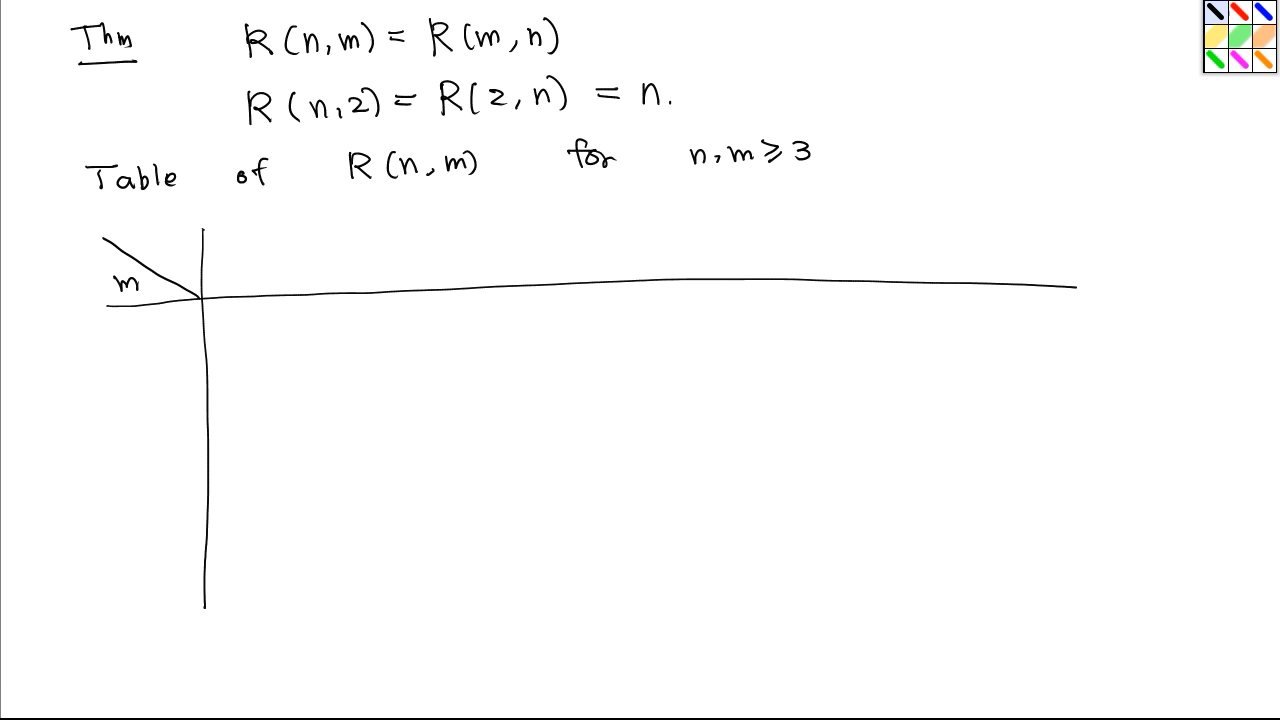 Thm R(n,m) = R(m,n)
R(n,2) = R(2,n) = n.
Table of R(n,m) for n,m ⩾ 3
m